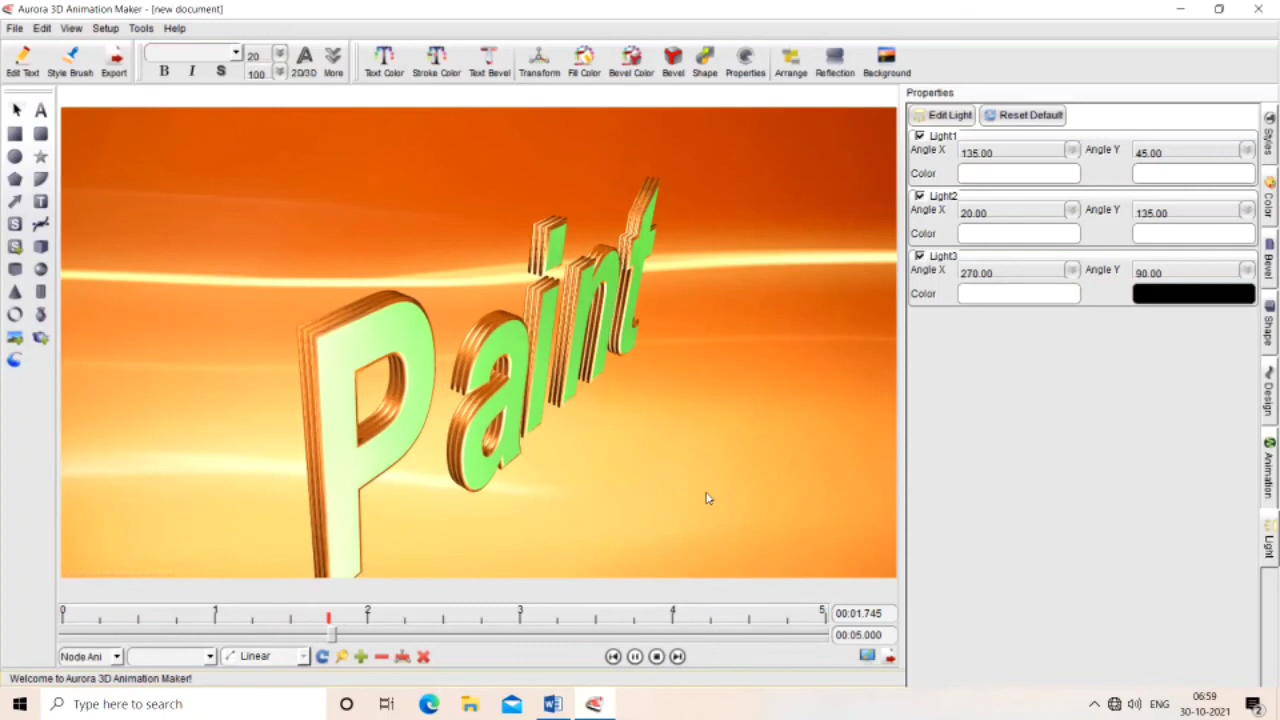 Aurora 3D Animation Maker - [new document]
File Edit View Setup Tools Help
20
100
B I S
Edit Text Style Brush Export 2D/3D More Text Color Stroke Color Text Bevel Transform Fill Color Bevel Color Bevel Shape Properties Arrange Reflection Background
Properties
Edit Light Reset Default
Light1
Angle X 135.00 Angle Y 45.00
Color
Light2
Angle X 20.00 Angle Y 135.00
Color
Light3
Angle X 270.00 Angle Y 90.00
Color
Styles
Color
Bevel
Shape
Design
Animation
Light
Paint
0 1 2 3 4 5 00:01.745
00:05.000
Node Ani Linear
Welcome to Aurora 3D Animation Maker!
Type here to search
ENG
06:59
30-10-2021
2